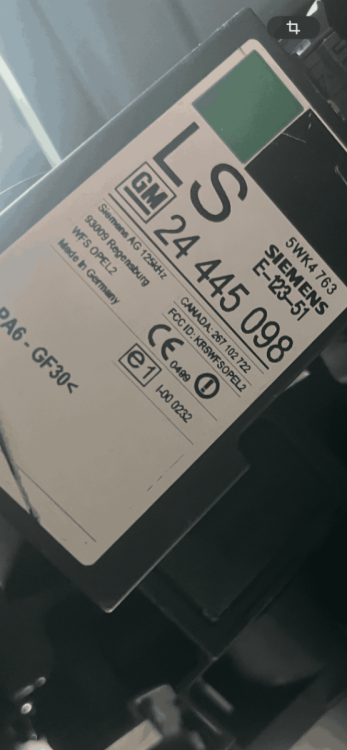 LS
GM 24 445 098
5WK4 763
SIEMENS
E-123-51
Siemens AG 125kHz
93009 Regensburg
WFS OPEL2
Made in Germany
CANADA: 267 102 722
FCC ID: KR5WFSOPEL2
CE 0499
e1 I-00 0232
PA6 - GF30<